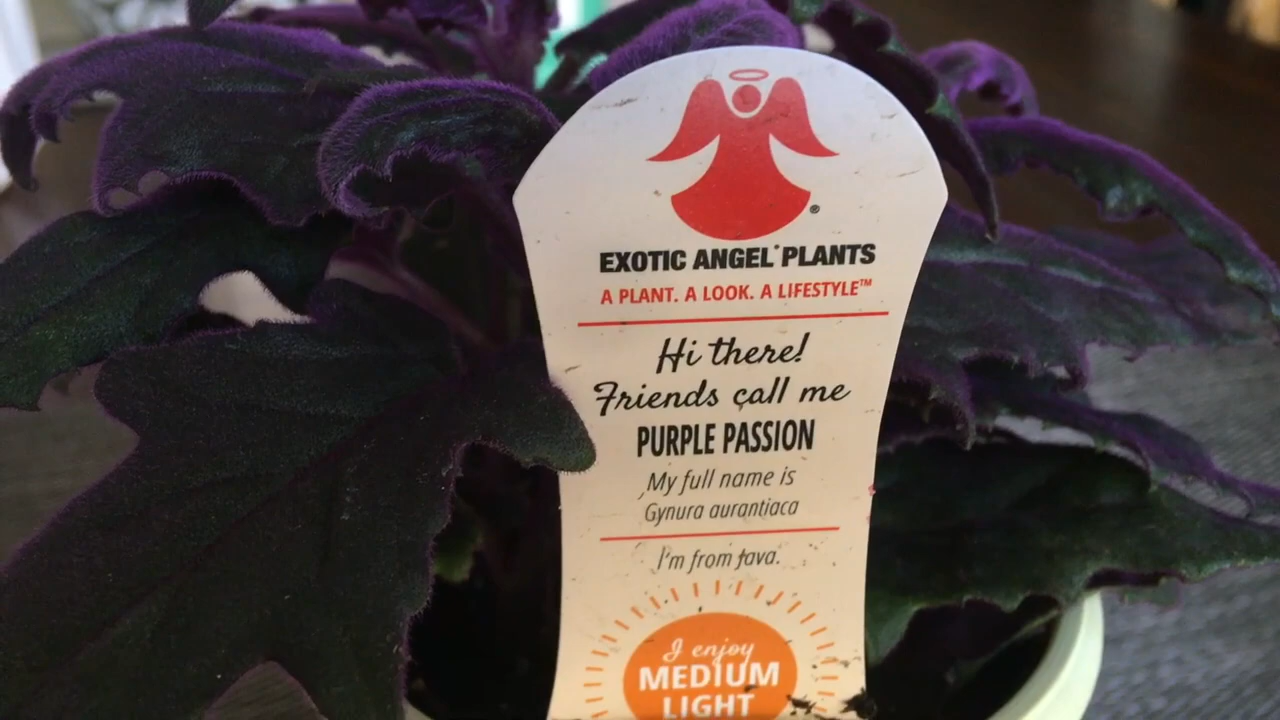 ®
EXOTIC ANGEL® PLANTS
A PLANT. A LOOK. A LIFESTYLE™
Hi there!
Friends call me
PURPLE PASSION
My full name is
Gynura aurantiaca
I'm from Java.
I enjoy
MEDIUM
LIGHT